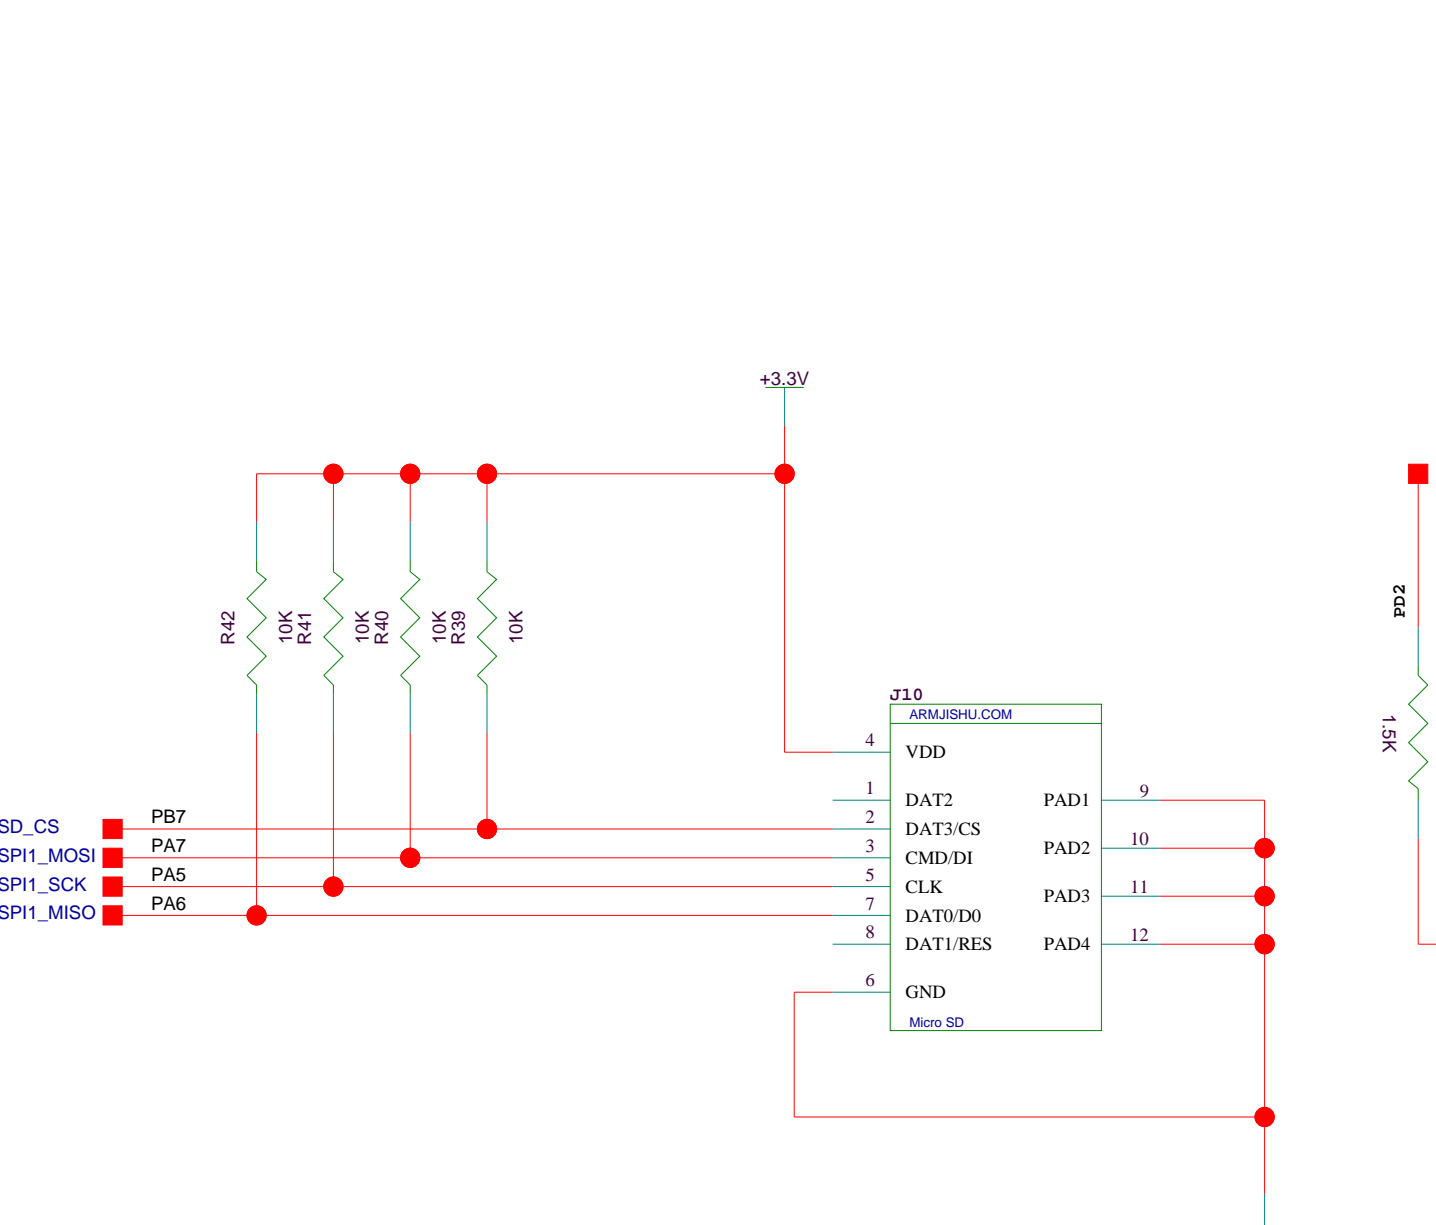 +3.3V
R42
10K
R41
10K
R40
10K
R39
10K
PD2
1.5K
J10
ARMJISHU.COM
4 VDD
1 DAT2
PAD1 9
SD_CS PB7 2 DAT3/CS
SPI1_MOSI PA7 3 CMD/DI
PAD2 10
SPI1_SCK PA5 5 CLK
PAD3 11
SPI1_MISO PA6 7 DAT0/D0
8 DAT1/RES
PAD4 12
6 GND
Micro SD